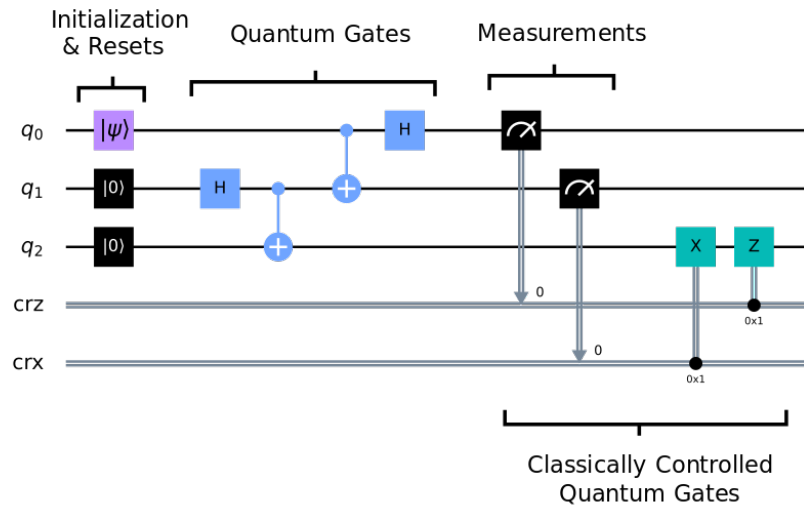 Initialization
& Resets
Quantum Gates
Measurements
q0 |ψ⟩ H
q1 |0⟩ H
q2 |0⟩ X Z
crz 0 0x1
crx 0 0x1
Classically Controlled
Quantum Gates